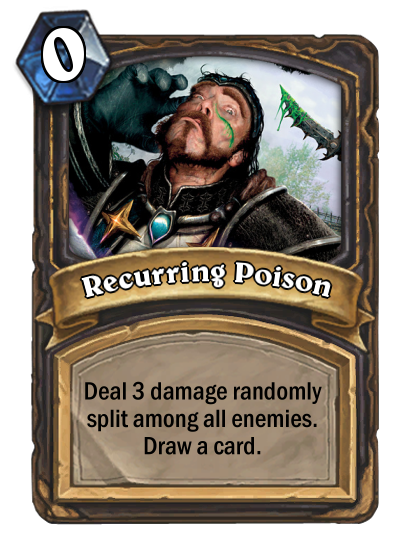 0
Recurring Poison
Deal 3 damage randomly
split among all enemies.
Draw a card.